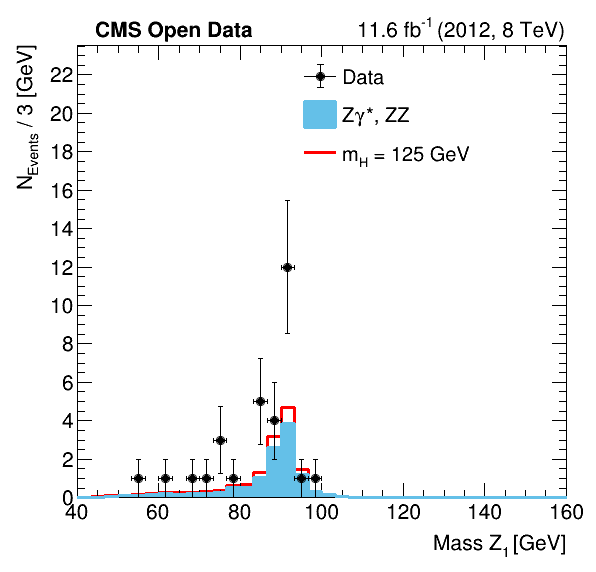 CMS Open Data 11.6 fb⁻¹ (2012, 8 TeV)
N_Events / 3 [GeV]
Data
Zγ*, ZZ
m_H = 125 GeV
22
20
18
16
14
12
10
8
6
4
2
0
40 60 80 100 120 140 160
Mass Z₁ [GeV]